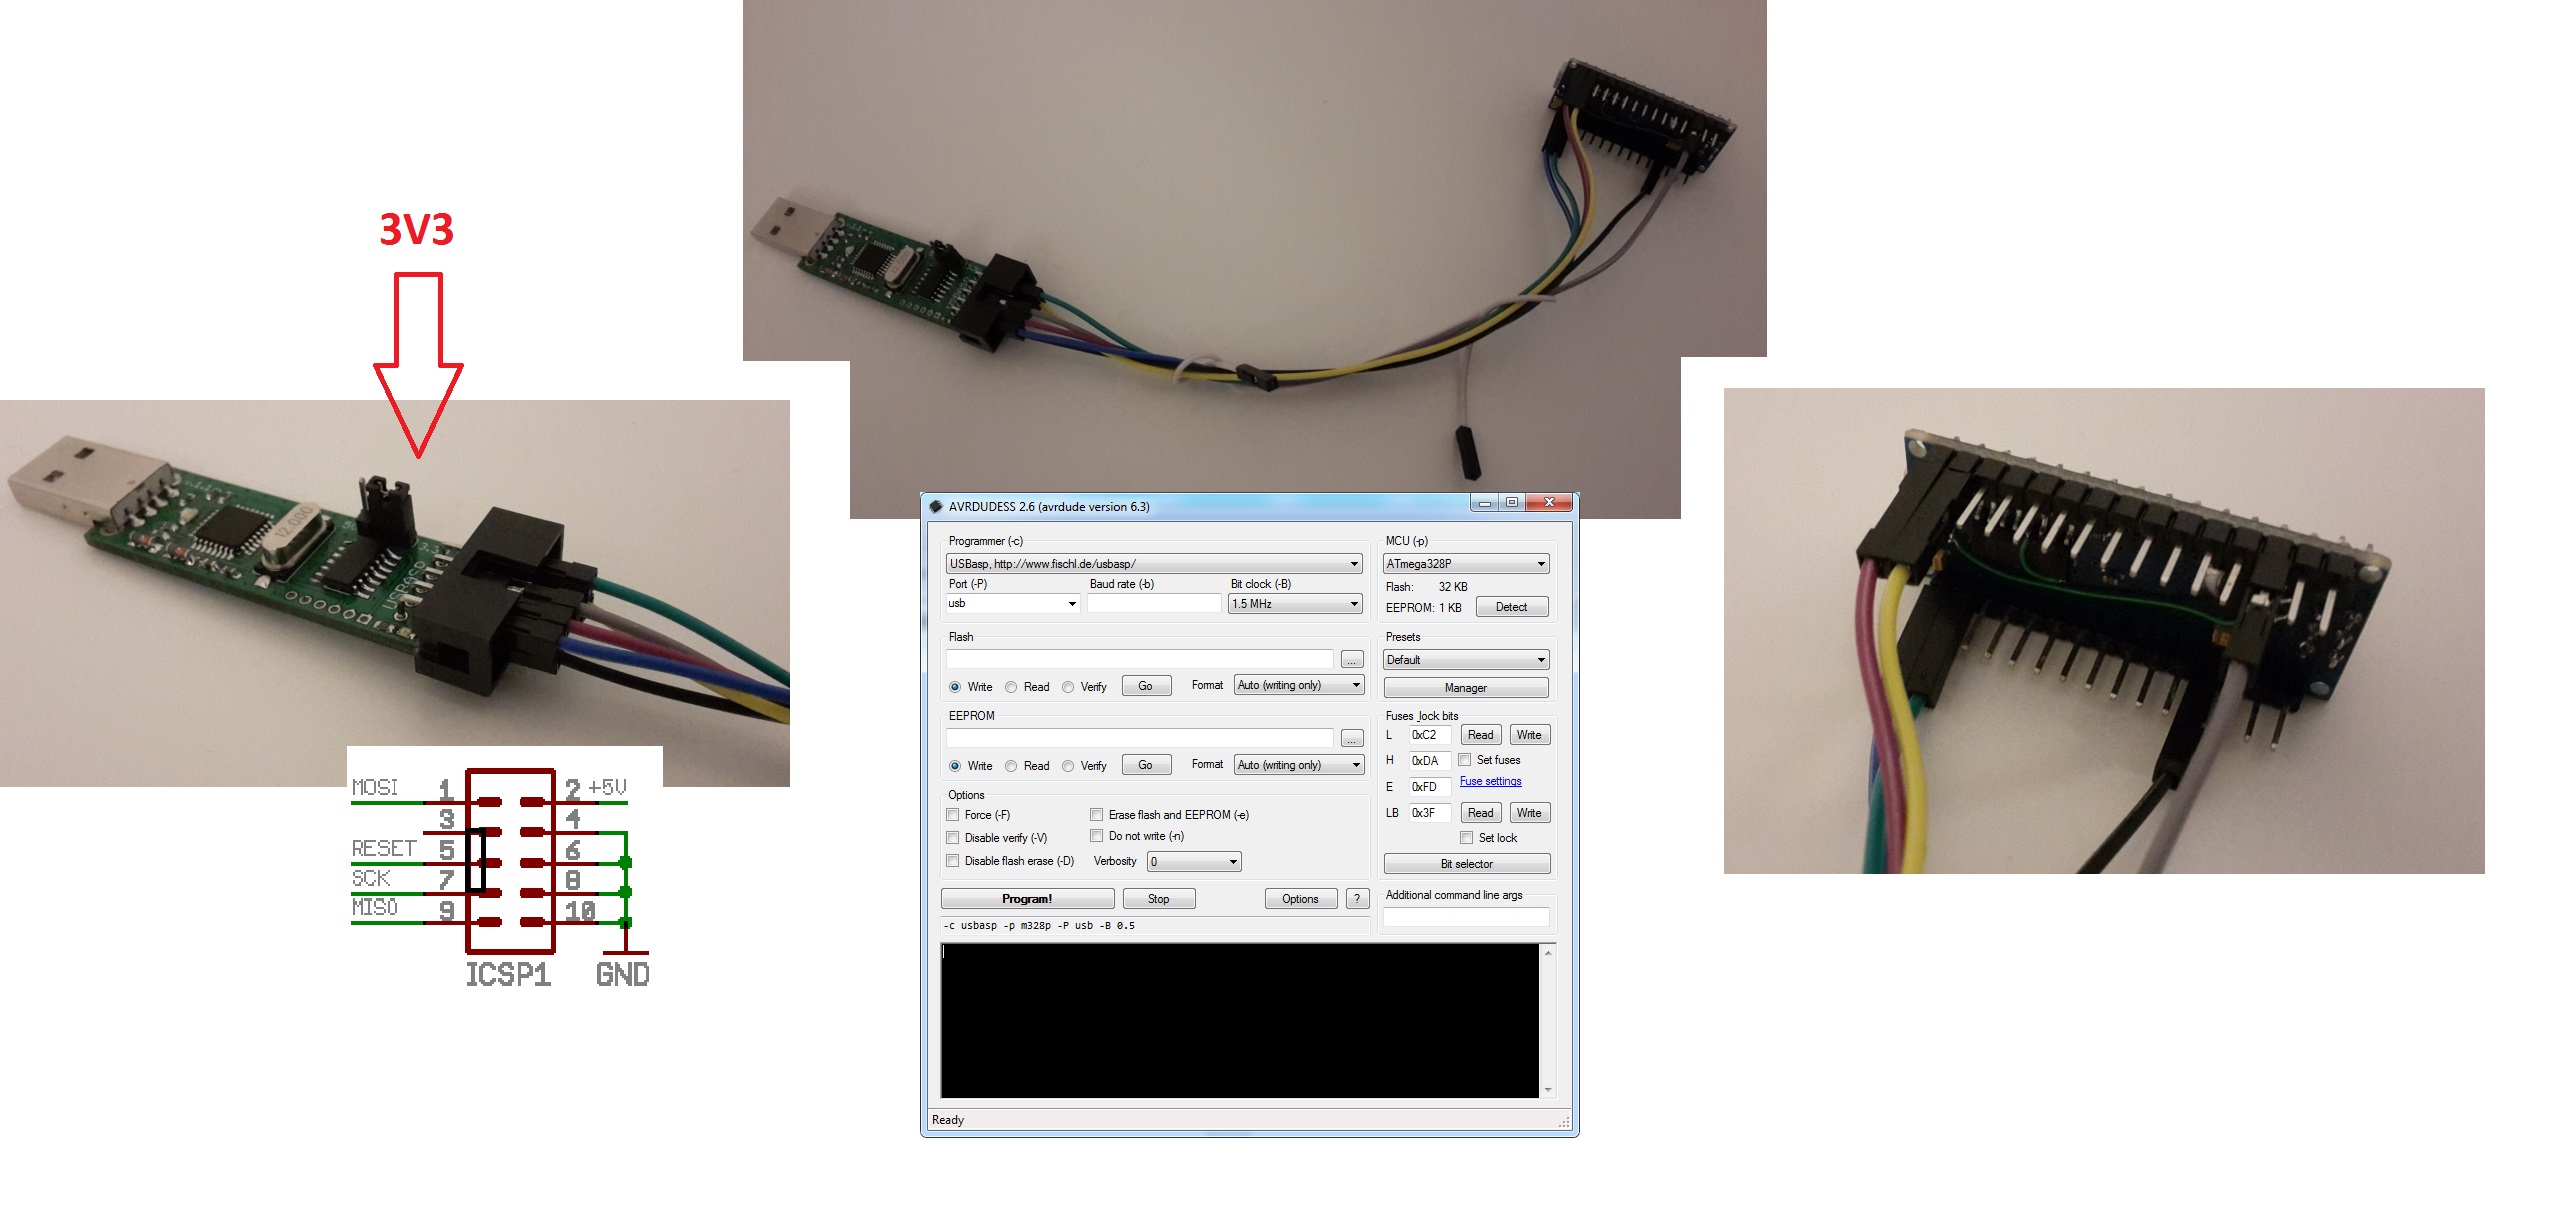 3V3
12.000
USBASP
3.3
MOSI 1 2 +5V
3 4
RESET 5 6
SCK 7 8
MISO 9 10
ICSP1 GND
AVRDUDESS 2.6 (avrdude version 6.3)
Programmer (-c)
USBasp, http://www.fischl.de/usbasp/
Port (-P) Baud rate (-b) Bit clock (-B)
usb 1.5 MHz
MCU (-p)
ATmega328P
Flash: 32 KB
EEPROM: 1 KB Detect
Flash
...
Write Read Verify Go Format Auto (writing only)
Presets
Default
Manager
EEPROM
...
Write Read Verify Go Format Auto (writing only)
Fuses _lock bits
L 0xC2 Read Write
H 0xDA Set fuses
E 0xFD Fuse settings
LB 0x3F Read Write
Set lock
Bit selector
Options
Force (-F) Erase flash and EEPROM (-e)
Disable verify (-V) Do not write (-n)
Disable flash erase (-D) Verbosity 0
Program! Stop Options ?
Additional command line args
-c usbasp -p m328p -P usb -B 0.5
Ready